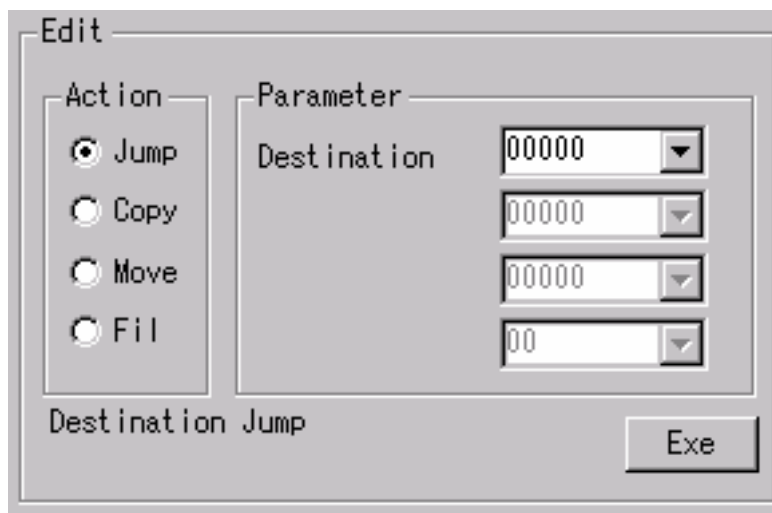 Edit
Action
Jump
Copy
Move
Fil
Parameter
Destination
00000
00000
00000
00
Destination Jump
Exe